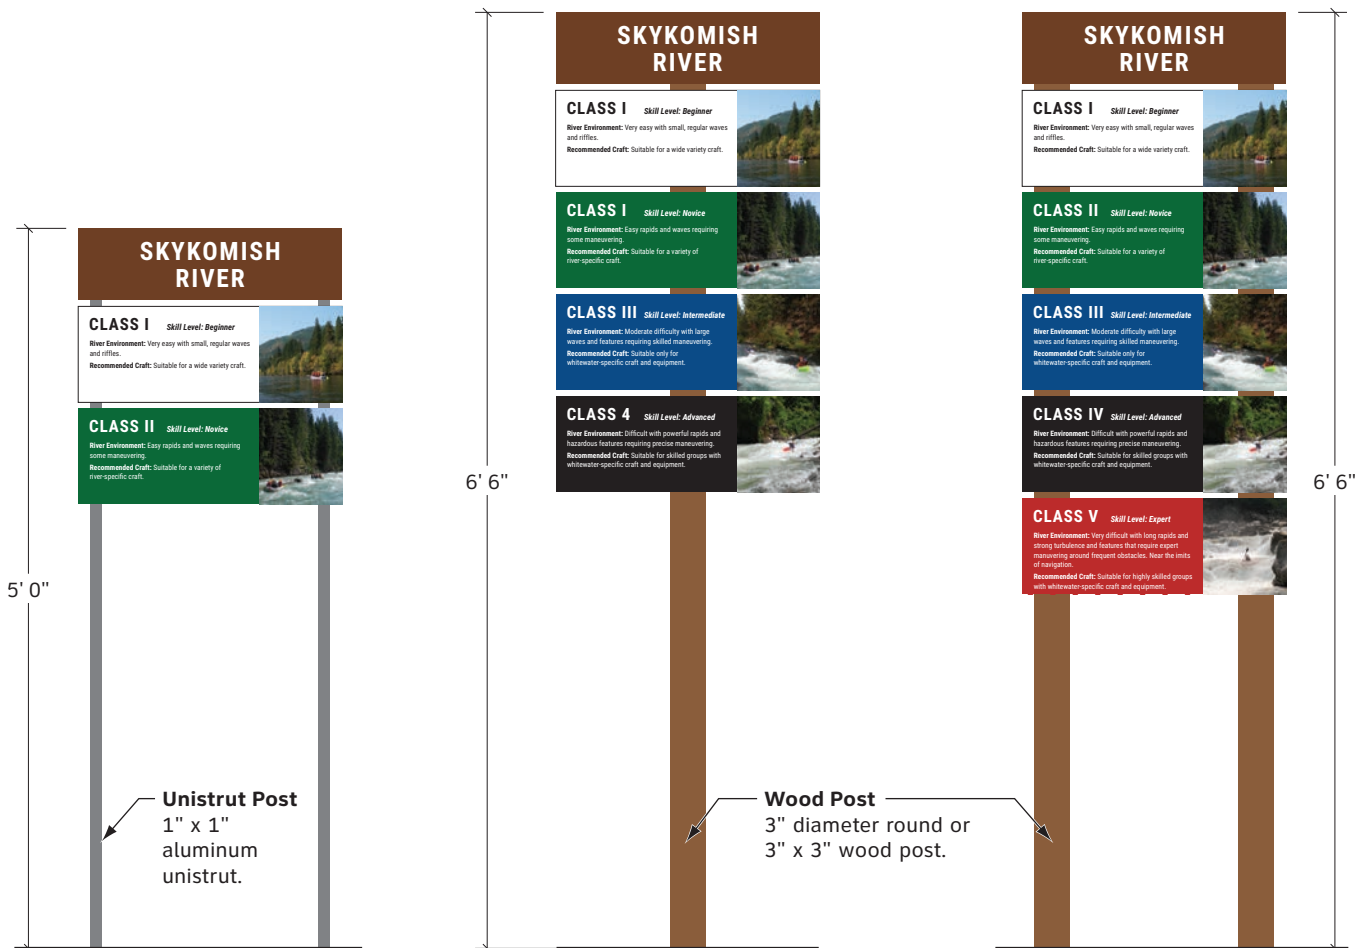 SKYKOMISH
RIVER
CLASS I Skill Level: Beginner
River Environment: Very easy with small, regular waves
and riffles.
Recommended Craft: Suitable for a wide variety craft.
CLASS II Skill Level: Novice
River Environment: Easy rapids and waves requiring
some maneuvering.
Recommended Craft: Suitable for a variety of
river-specific craft.
5' 0"
Unistrut Post
1" x 1"
aluminum
unistrut.
SKYKOMISH
RIVER
CLASS I Skill Level: Beginner
River Environment: Very easy with small, regular waves
and riffles.
Recommended Craft: Suitable for a wide variety craft.
CLASS I Skill Level: Novice
River Environment: Easy rapids and waves requiring
some maneuvering.
Recommended Craft: Suitable for a variety of
river-specific craft.
CLASS III Skill Level: Intermediate
River Environment: Moderate difficulty with large
waves and features requiring skilled maneuvering.
Recommended Craft: Suitable only for
whitewater-specific craft and equipment.
CLASS 4 Skill Level: Advanced
River Environment: Difficult with powerful rapids and
hazardous features requiring precise maneuvering.
Recommended Craft: Suitable for skilled groups with
whitewater-specific craft and equipment.
6' 6"
Wood Post
3" diameter round or
3" x 3" wood post.
SKYKOMISH
RIVER
CLASS I Skill Level: Beginner
River Environment: Very easy with small, regular waves
and riffles.
Recommended Craft: Suitable for a wide variety craft.
CLASS II Skill Level: Novice
River Environment: Easy rapids and waves requiring
some maneuvering.
Recommended Craft: Suitable for a variety of
river-specific craft.
CLASS III Skill Level: Intermediate
River Environment: Moderate difficulty with large
waves and features requiring skilled maneuvering.
Recommended Craft: Suitable only for
whitewater-specific craft and equipment.
CLASS IV Skill Level: Advanced
River Environment: Difficult with powerful rapids and
hazardous features requiring precise maneuvering.
Recommended Craft: Suitable for skilled groups with
whitewater-specific craft and equipment.
CLASS V Skill Level: Expert
River Environment: Very difficult with long rapids and
strong turbulence and features that require expert
manuvering around frequent obstacles. Near the imits
of navigation.
Recommended Craft: Suitable for highly skilled groups
with whitewater-specific craft and equipment.
6' 6"